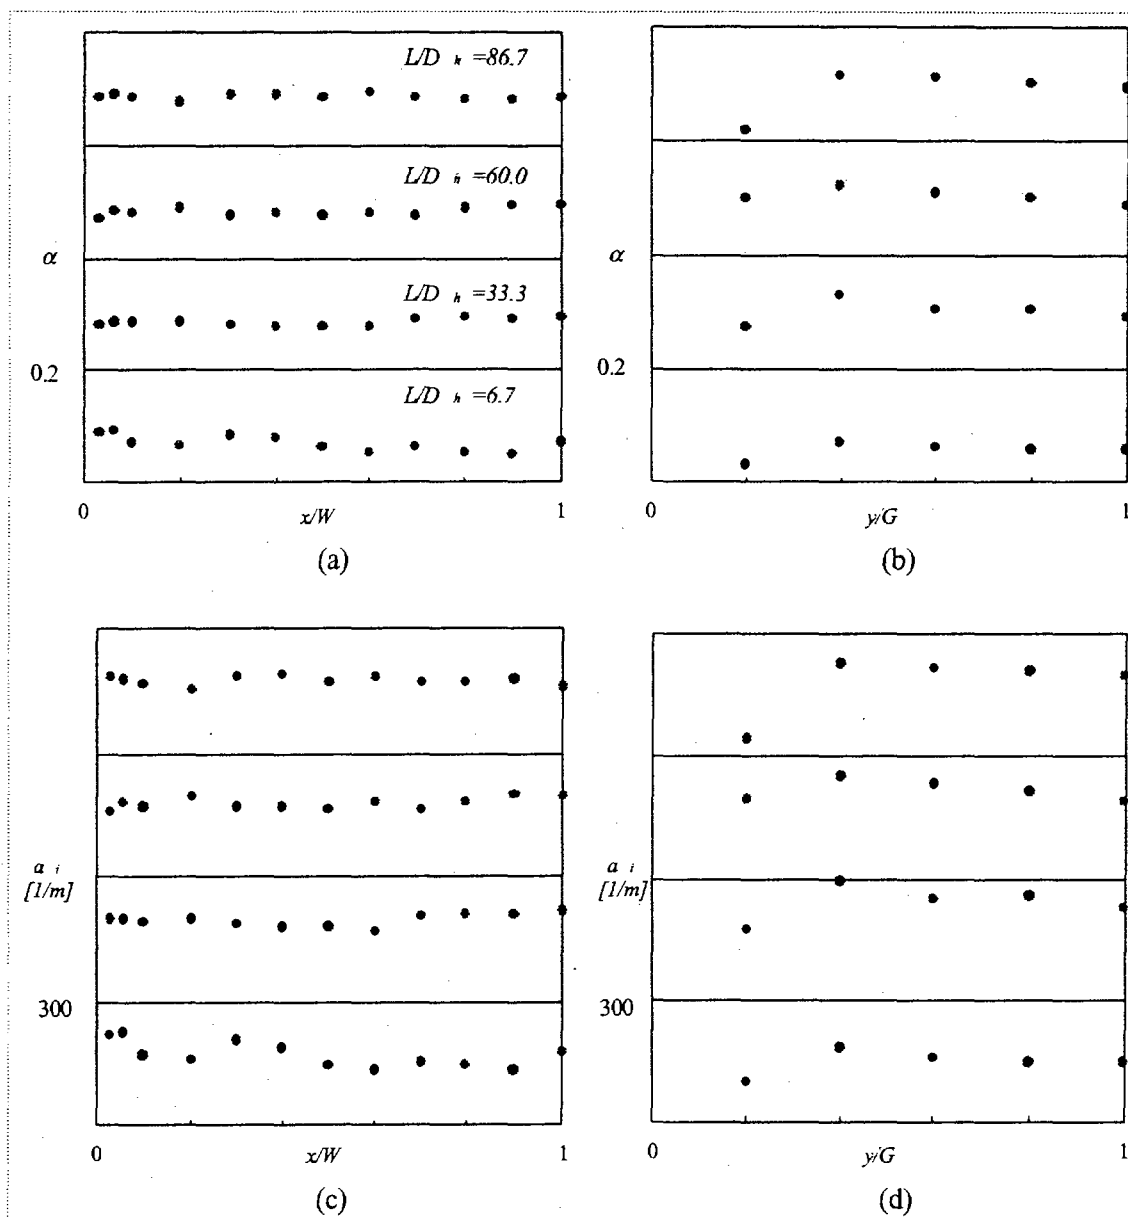 L/D h =86.7
L/D h =60.0
α
α
L/D h =33.3
0.2
0.2
L/D h =6.7
0 x/W 1
0 y/G 1
(a)
(b)
a i
[1/m]
a i
[1/m]
300
300
0 x/W 1
0 y/G 1
(c)
(d)